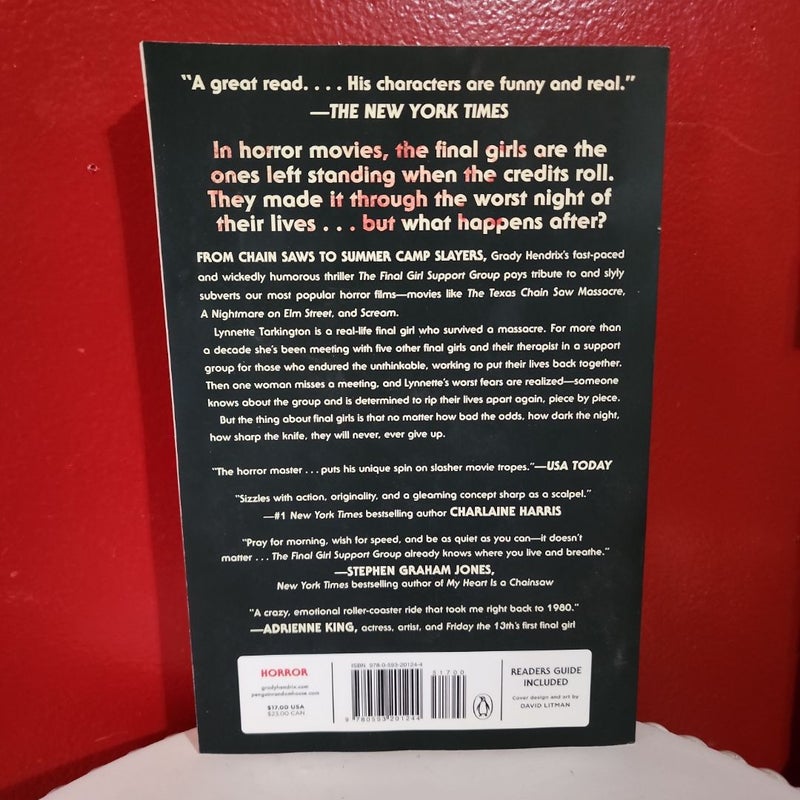 "A great read. . . . His characters are funny and real."
—THE NEW YORK TIMES
In horror movies, the final girls are the
ones left standing when the credits roll.
They made it through the worst night of
their lives . . . but what happens after?
FROM CHAIN SAWS TO SUMMER CAMP SLAYERS, Grady Hendrix's fast-paced
and wickedly humorous thriller The Final Girl Support Group pays tribute to and slyly
subverts our most popular horror films—movies like The Texas Chain Saw Massacre,
A Nightmare on Elm Street, and Scream.
Lynnette Tarkington is a real-life final girl who survived a massacre. For more than
a decade she's been meeting with five other final girls and their therapist in a support
group for those who endured the unthinkable, working to put their lives back together.
Then one woman misses a meeting, and Lynnette's worst fears are realized—someone
knows about the group and is determined to rip their lives apart again, piece by piece.
But the thing about final girls is that no matter how bad the odds, how dark the night,
how sharp the knife, they will never, ever give up.
"The horror master . . . puts his unique spin on slasher movie tropes."—USA TODAY
"Sizzles with action, originality, and a gleaming concept sharp as a scalpel."
—#1 New York Times bestselling author CHARLAINE HARRIS
"Pray for morning, wish for speed, and be as quiet as you can—it doesn't
matter . . . The Final Girl Support Group already knows where you live and breathe."
—STEPHEN GRAHAM JONES,
New York Times bestselling author of My Heart Is a Chainsaw
"A crazy, emotional roller-coaster ride that took me right back to 1980."
—ADRIENNE KING, actress, artist, and Friday the 13th's first final girl
HORROR
gradyhendrix.com
penguinrandomhouse.com
$17.00 USA
$23.00 CAN
ISBN 978-0-593-20124-4
51700
9 780593 201244
READERS GUIDE
INCLUDED
Cover design and art by
DAVID LITMAN